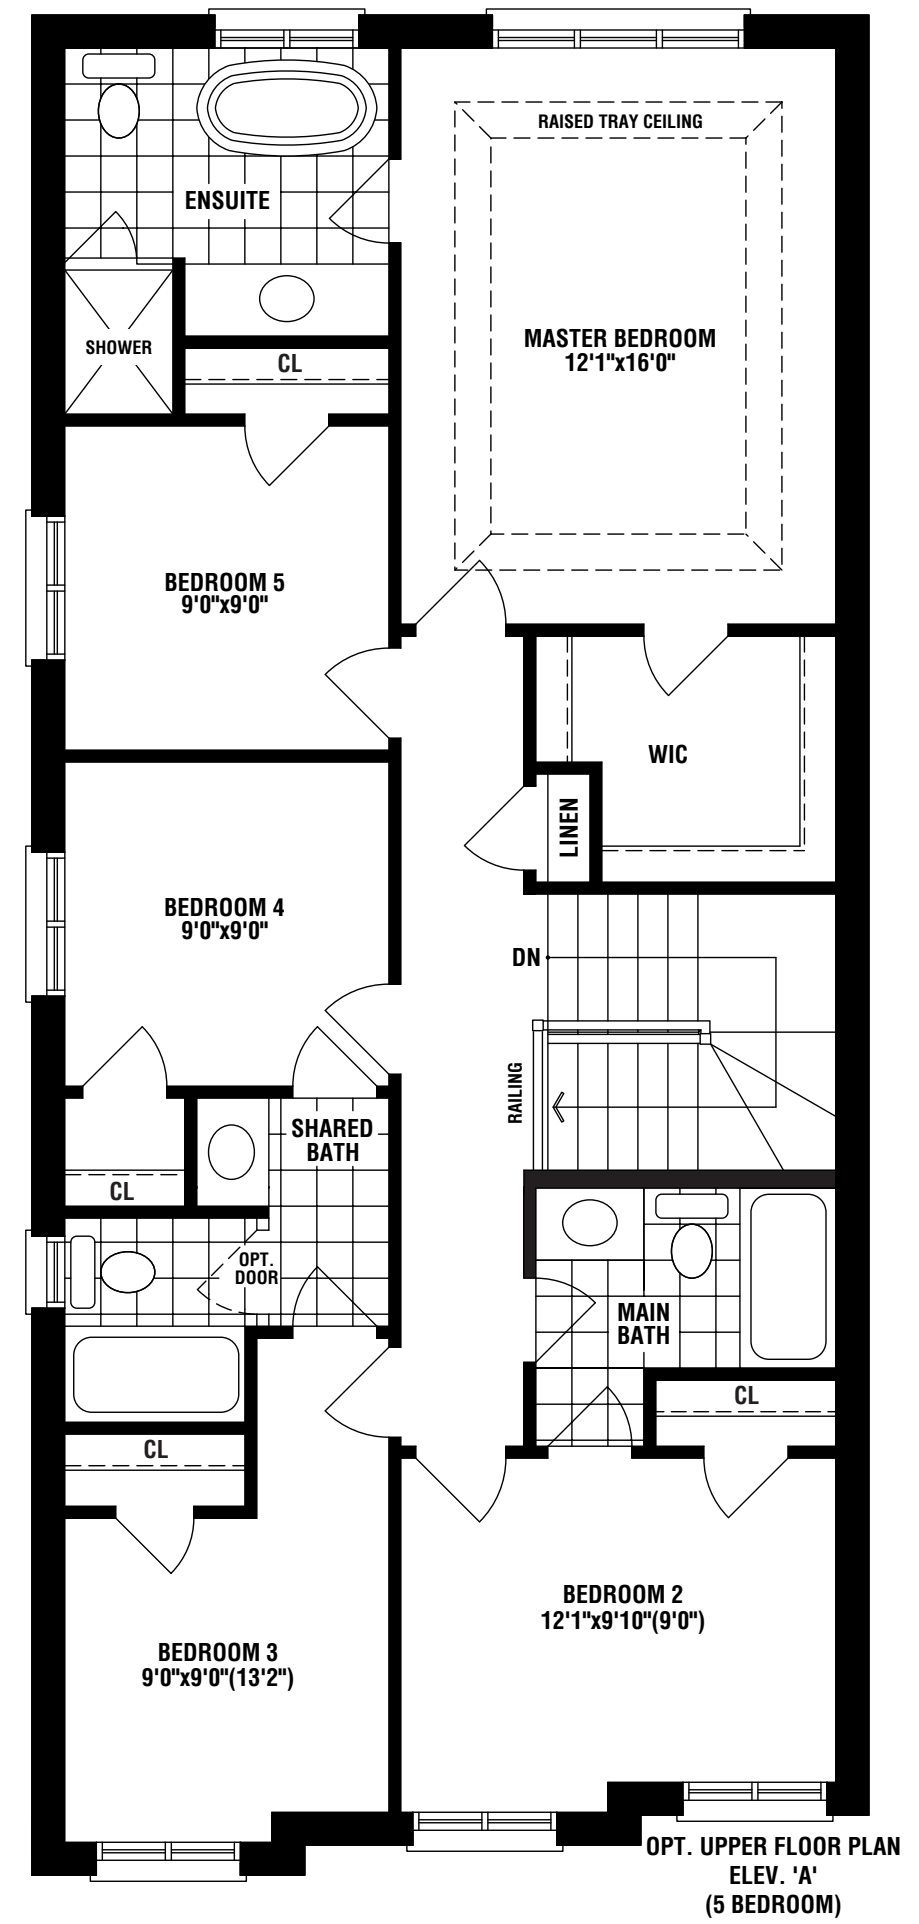 RAISED TRAY CEILING
ENSUITE
MASTER BEDROOM
12'1"x16'0"
SHOWER
CL
BEDROOM 5
9'0"x9'0"
WIC
LINEN
BEDROOM 4
9'0"x9'0"
DN
RAILING
SHARED
BATH
CL
OPT.
DOOR
MAIN
BATH
CL
CL
BEDROOM 2
12'1"x9'10"(9'0")
BEDROOM 3
9'0"x9'0"(13'2")
OPT. UPPER FLOOR PLAN
ELEV. 'A'
(5 BEDROOM)